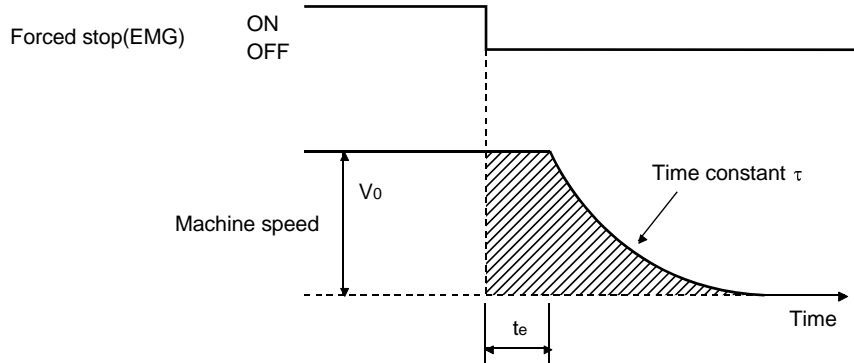 ON
Forced stop(EMG)
OFF
V0
Time constant τ
Machine speed
Time
te